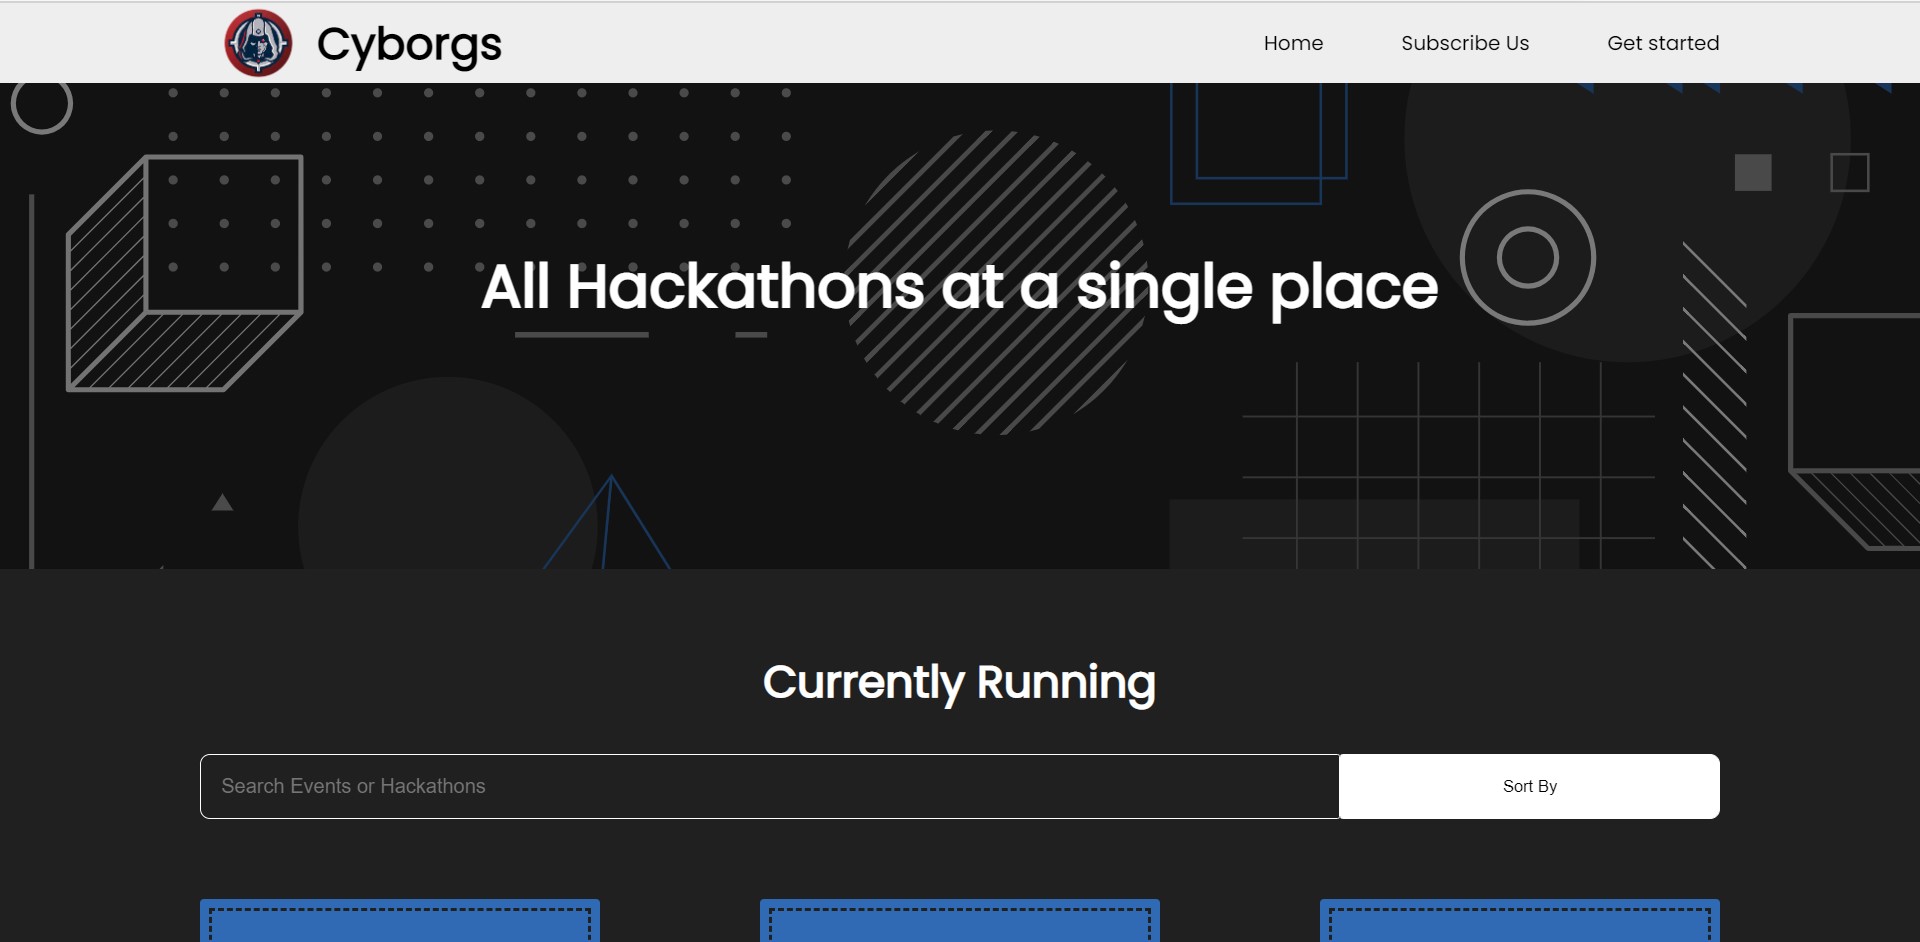 Cyborgs
Home
Subscribe Us
Get started
All Hackathons at a single place
Currently Running
Search Events or Hackathons
Sort By